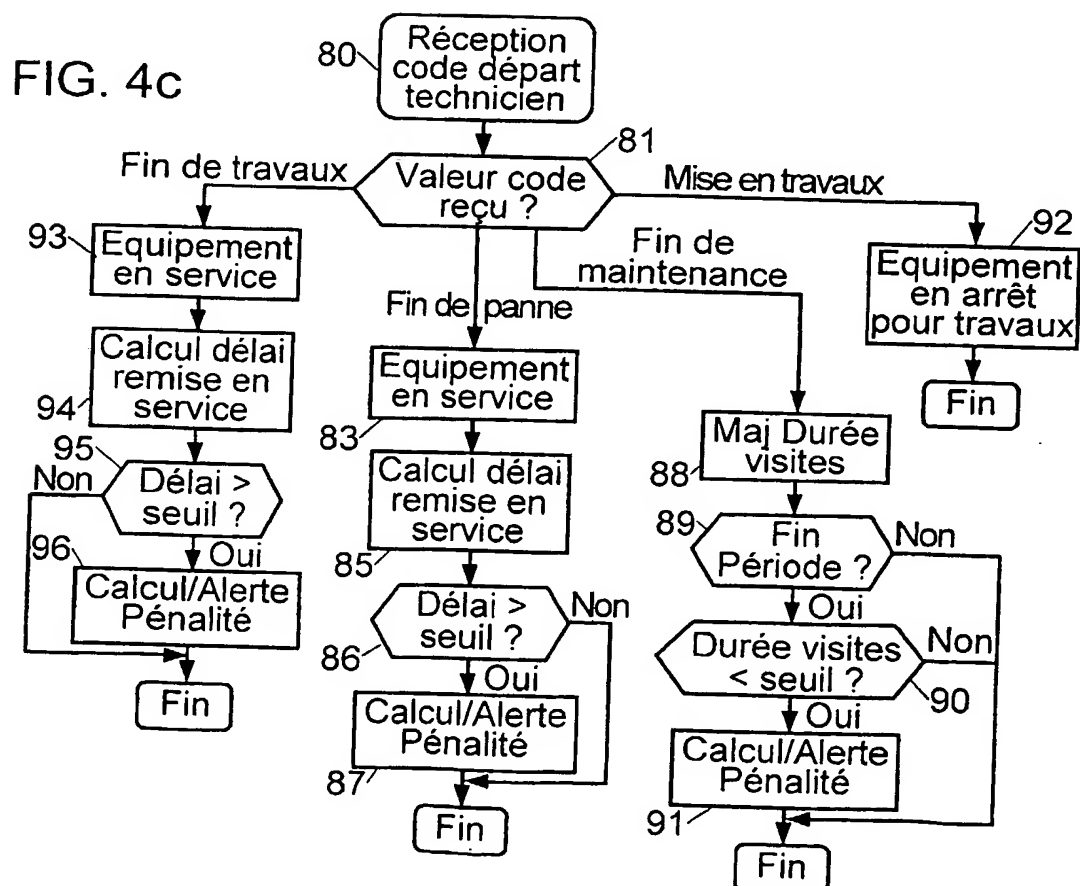 FIG. 4c
80
Réception
code départ
technicien
81
Valeur code
reçu ?
Fin de travaux
Mise en travaux
Fin de
maintenance
Fin de panne
93
Equipement
en service
94
Calcul délai
remise en
service
95
Délai >
seuil ?
Non
Oui
96
Calcul/Alerte
Pénalité
Fin
83
Equipement
en service
85
Calcul délai
remise en
service
86
Délai >
seuil ?
Non
Oui
87
Calcul/Alerte
Pénalité
Fin
88
Maj Durée
visites
89
Fin
Période ?
Non
Oui
90
Durée visites
< seuil ?
Non
Oui
91
Calcul/Alerte
Pénalité
Fin
92
Equipement
en arrêt
pour travaux
Fin